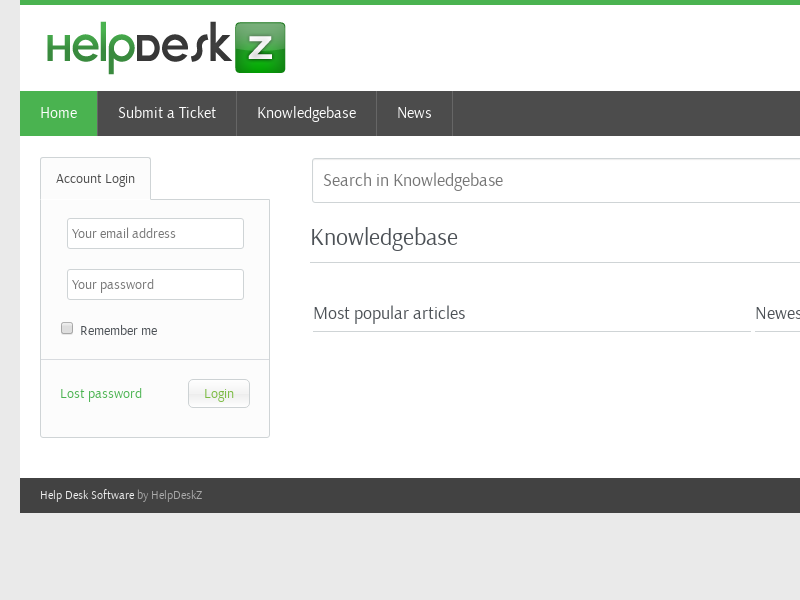 HelpDesk Z
Home
Submit a Ticket
Knowledgebase
News
Account Login
Your email address
Your password
Remember me
Lost password
Login
Search in Knowledgebase
Knowledgebase
Most popular articles
Newes
Help Desk Software by HelpDeskZ